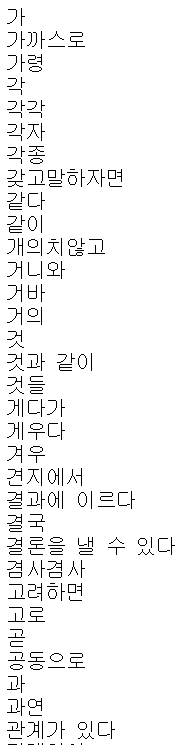 가
가까스로
가령
각
각각
각자
각종
갖고말하자면
같다
같이
개의치않고
거니와
거바
거의
것
것과 같이
것들
게다가
게우다
겨우
견지에서
결과에 이르다
결국
결론을 낼 수 있다
겸사겸사
고려하면
고로
곧
공동으로
과
과연
관계가 있다